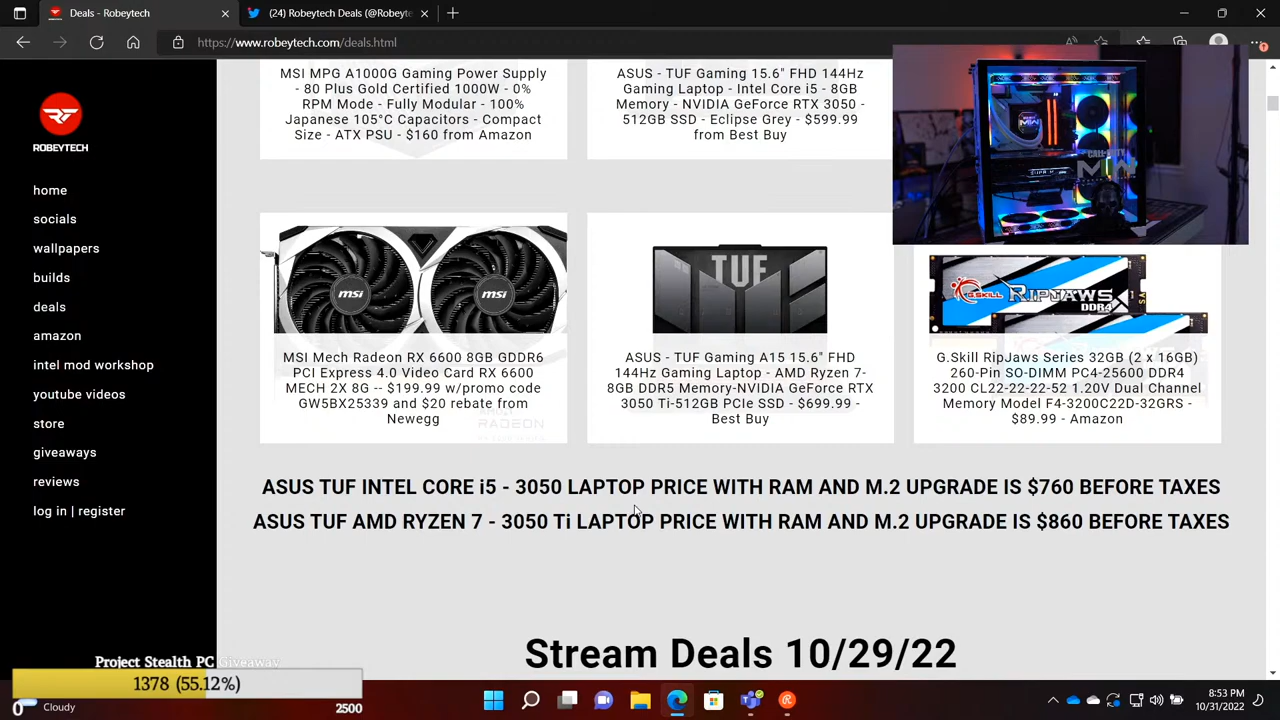 Deals - Robeytech
(24) Robeytech Deals (@Robeyte
https://www.robeytech.com/deals.html
ROBEYTECH
home
socials
wallpapers
builds
deals
amazon
intel mod workshop
youtube videos
store
giveaways
reviews
log in | register
MSI MPG A1000G Gaming Power Supply
- 80 Plus Gold Certified 1000W - 0%
RPM Mode - Fully Modular - 100%
Japanese 105°C Capacitors - Compact
Size - ATX PSU - $160 from Amazon
ASUS - TUF Gaming 15.6" FHD 144Hz
Gaming Laptop - Intel Core i5 - 8GB
Memory - NVIDIA GeForce RTX 3050 -
512GB SSD - Eclipse Grey - $599.99
from Best Buy
CALL OF DUTY
MW
msi
msi
MSI Mech Radeon RX 6600 8GB GDDR6
PCI Express 4.0 Video Card RX 6600
MECH 2X 8G -- $199.99 w/promo code
GW5BX25339 and $20 rebate from
Newegg
RADEON
TUF
ASUS - TUF Gaming A15 15.6" FHD
144Hz Gaming Laptop - AMD Ryzen 7-
8GB DDR5 Memory-NVIDIA GeForce RTX
3050 Ti-512GB PCIe SSD - $699.99 -
Best Buy
G.SKILL RIPJAWS
DDR4
G.Skill RipJaws Series 32GB (2 x 16GB)
260-Pin SO-DIMM PC4-25600 DDR4
3200 CL22-22-22-52 1.20V Dual Channel
Memory Model F4-3200C22D-32GRS -
$89.99 - Amazon
ASUS TUF INTEL CORE i5 - 3050 LAPTOP PRICE WITH RAM AND M.2 UPGRADE IS $760 BEFORE TAXES
ASUS TUF AMD RYZEN 7 - 3050 Ti LAPTOP PRICE WITH RAM AND M.2 UPGRADE IS $860 BEFORE TAXES
Stream Deals 10/29/22
Project Stealth PC Giveaway
1378 (55.12%)
0
2500
Cloudy
8:53 PM
10/31/2022